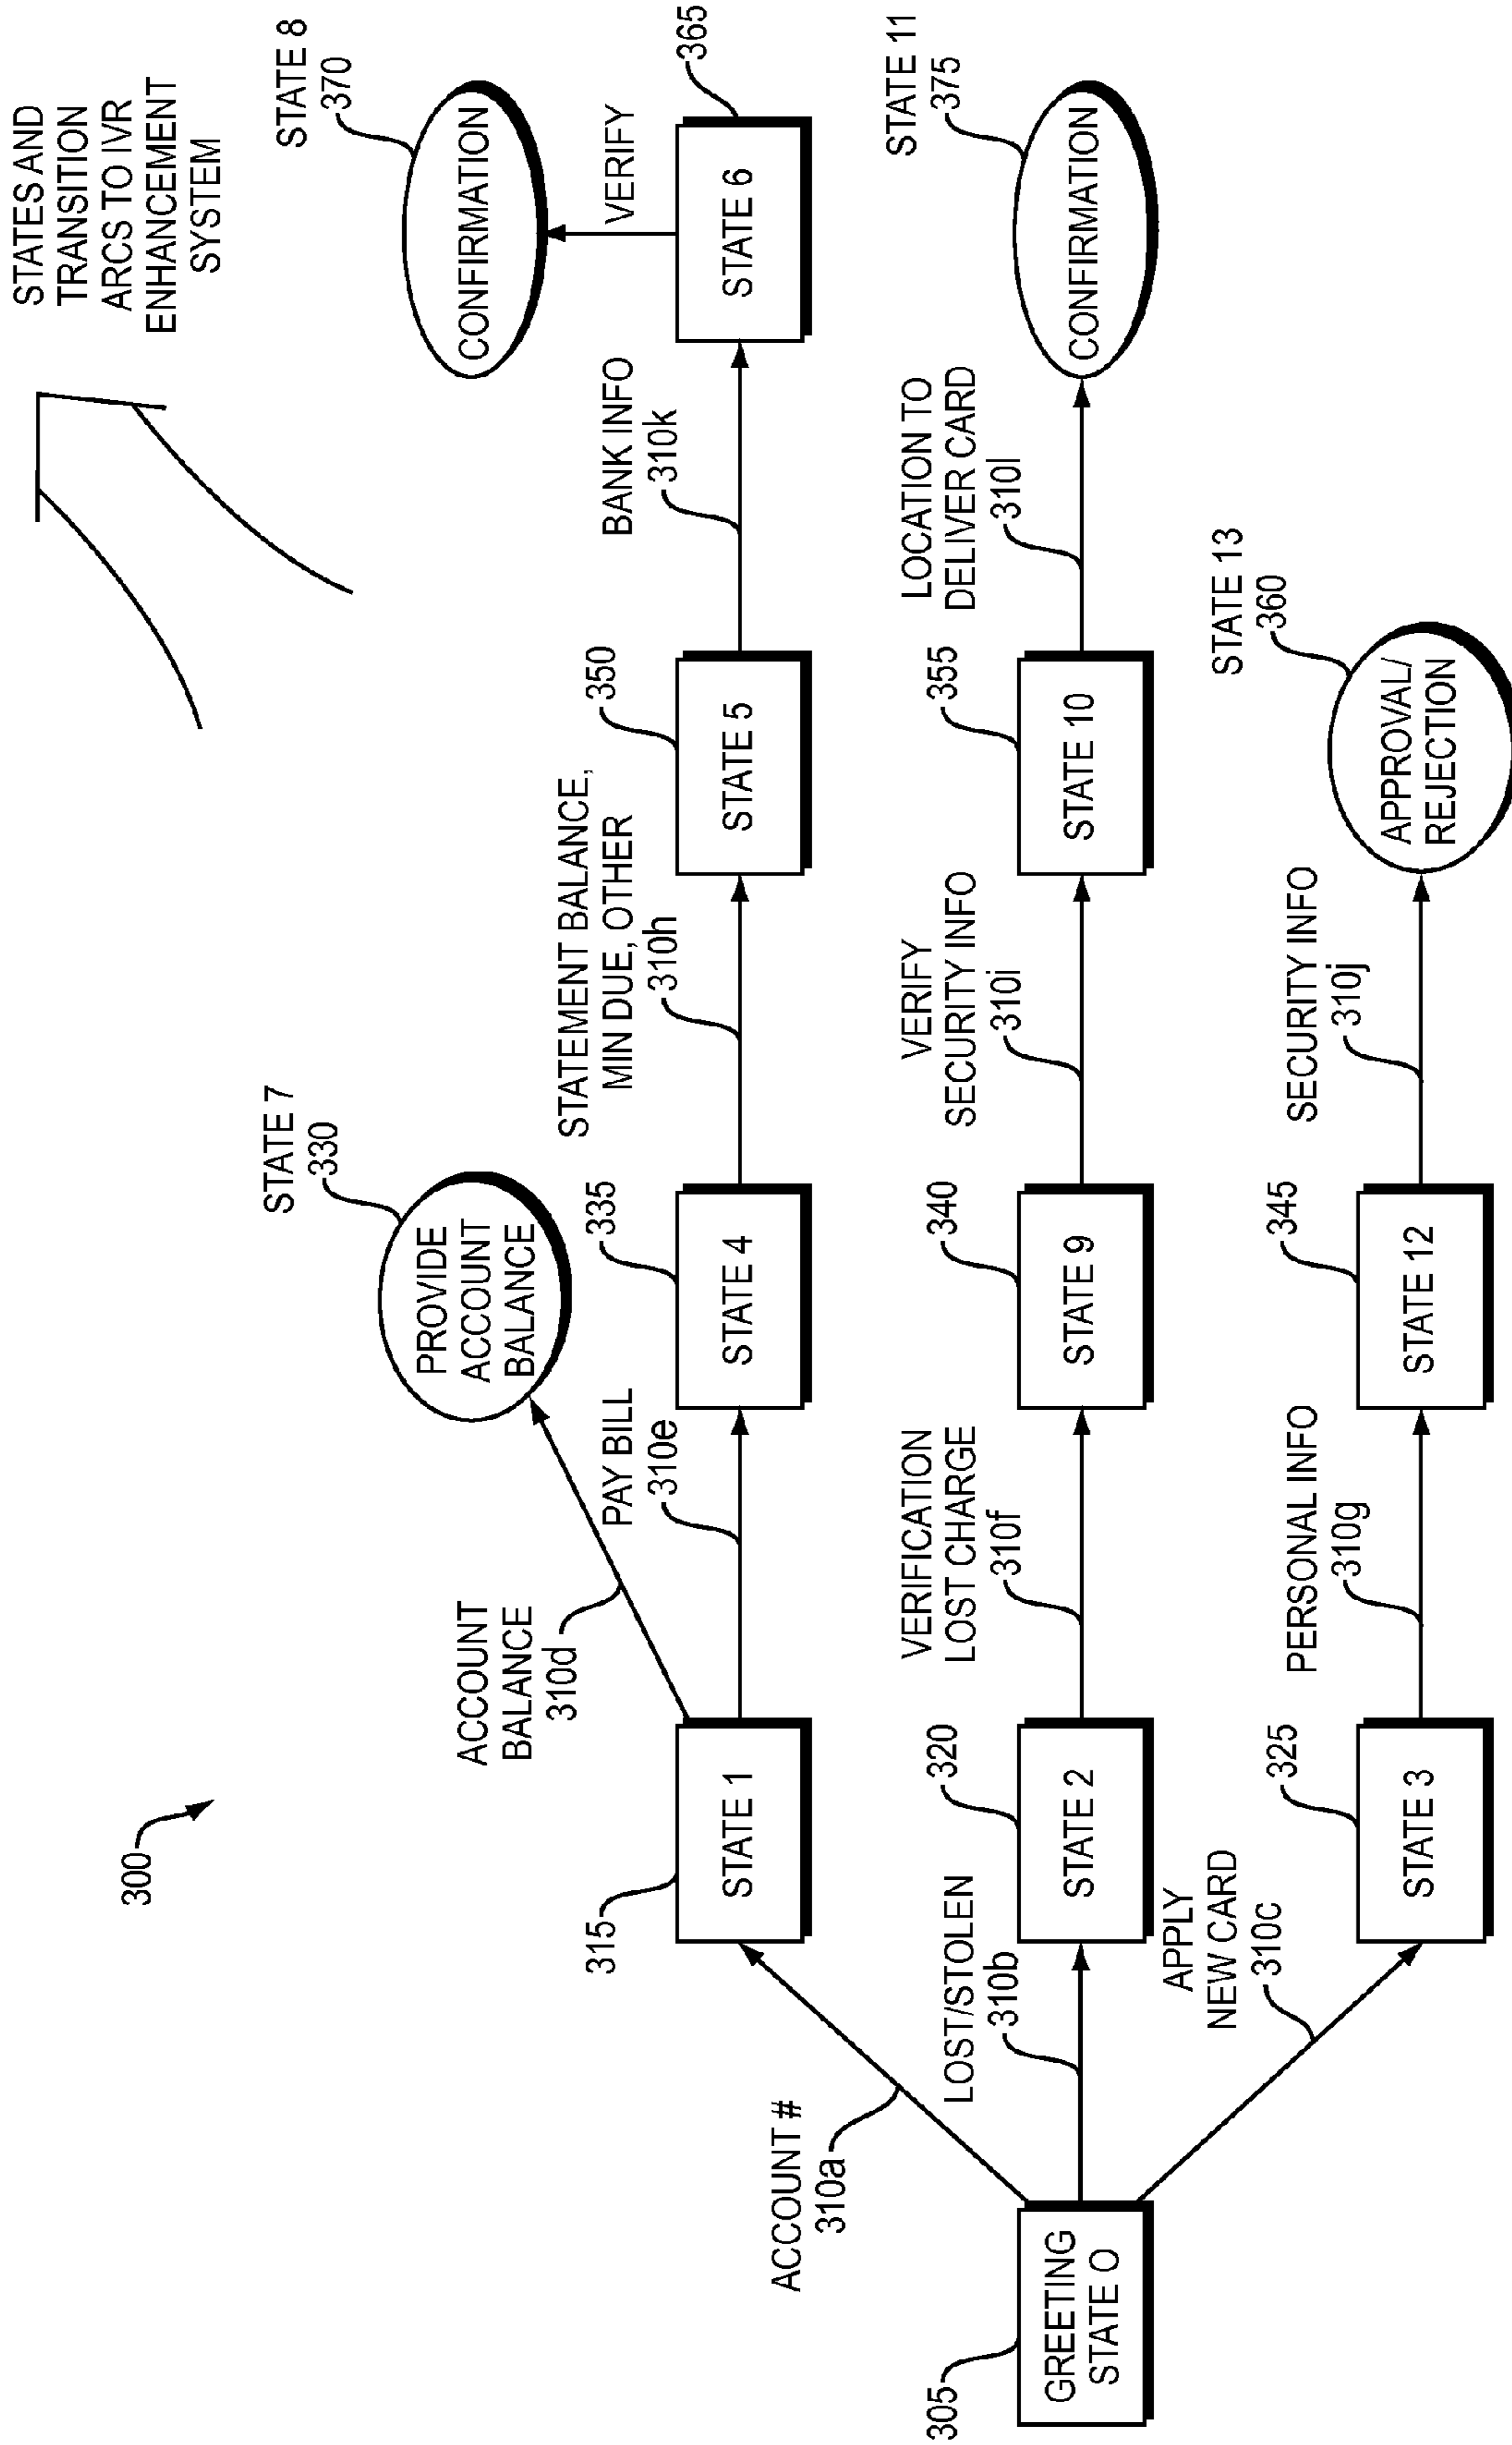 300
STATES AND
TRANSITION
ARCS TO IVR
ENHANCEMENT
SYSTEM
STATE 7
330
PROVIDE
ACCOUNT
BALANCE
STATE 8
370
CONFIRMATION
ACCOUNT
BALANCE
310d
VERIFY
315
STATE 1
PAY BILL
310e
335
STATE 4
STATEMENT BALANCE,
MIN DUE, OTHER
310h
350
STATE 5
BANK INFO
310k
STATE 6
365
ACCOUNT #
310a
305
GREETING
STATE O
LOST/STOLEN
310b
320
STATE 2
VERIFICATION
LOST CHARGE
310f
340
STATE 9
VERIFY
SECURITY INFO
310i
355
STATE 10
LOCATION TO
DELIVER CARD
310l
STATE 11
375
CONFIRMATION
APPLY
NEW CARD
310c
325
STATE 3
PERSONAL INFO
310g
345
STATE 12
SECURITY INFO
310j
STATE 13
360
APPROVAL/
REJECTION